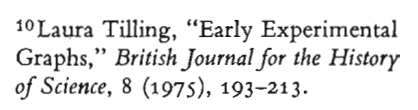 ¹⁰Laura Tilling, “Early Experimental
Graphs,” British Journal for the History
of Science, 8 (1975), 193–213.